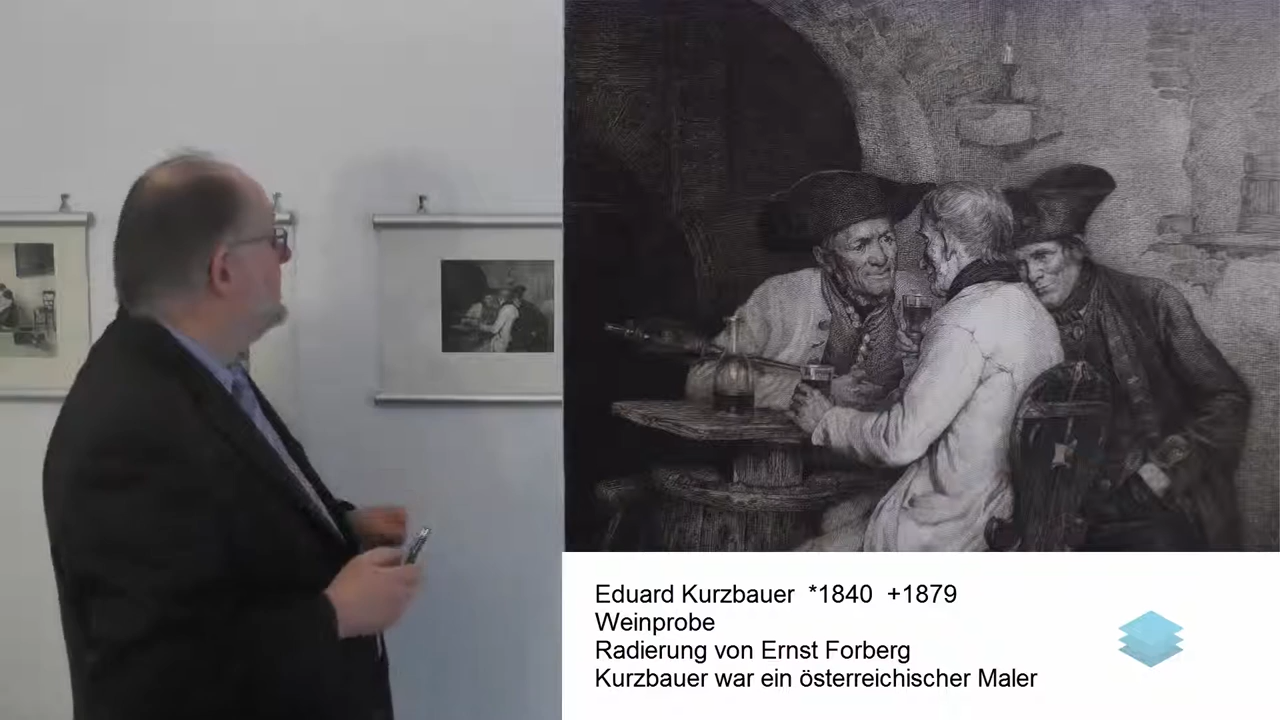 Eduard Kurzbauer  *1840  +1879
Weinprobe
Radierung von Ernst Forberg
Kurzbauer war ein österreichischer Maler